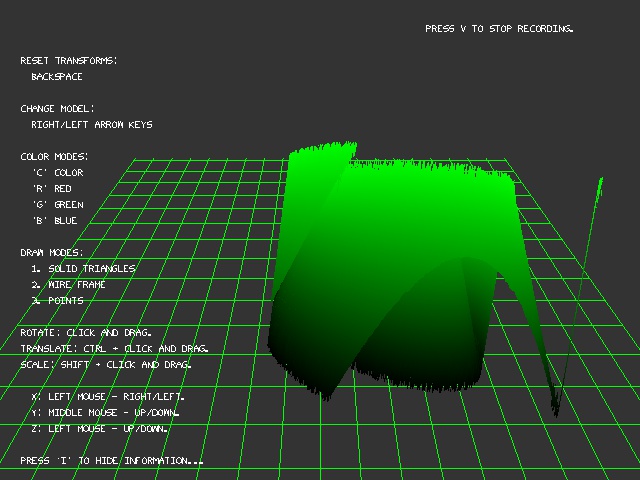 PRESS V TO STOP RECORDING.
RESET TRANSFORMS:
BACKSPACE
CHANGE MODEL:
RIGHT/LEFT ARROW KEYS
COLOR MODES:
'C' COLOR
'R' RED
'G' GREEN
'B' BLUE
DRAW MODES:
1. SOLID TRIANGLES
2. WIRE FRAME
3. POINTS
ROTATE: CLICK AND DRAG.
TRANSLATE: CTRL + CLICK AND DRAG.
SCALE: SHIFT + CLICK AND DRAG.
X: LEFT MOUSE - RIGHT/LEFT.
Y: MIDDLE MOUSE - UP/DOWN.
Z: LEFT MOUSE - UP/DOWN.
PRESS 'I' TO HIDE INFORMATION...